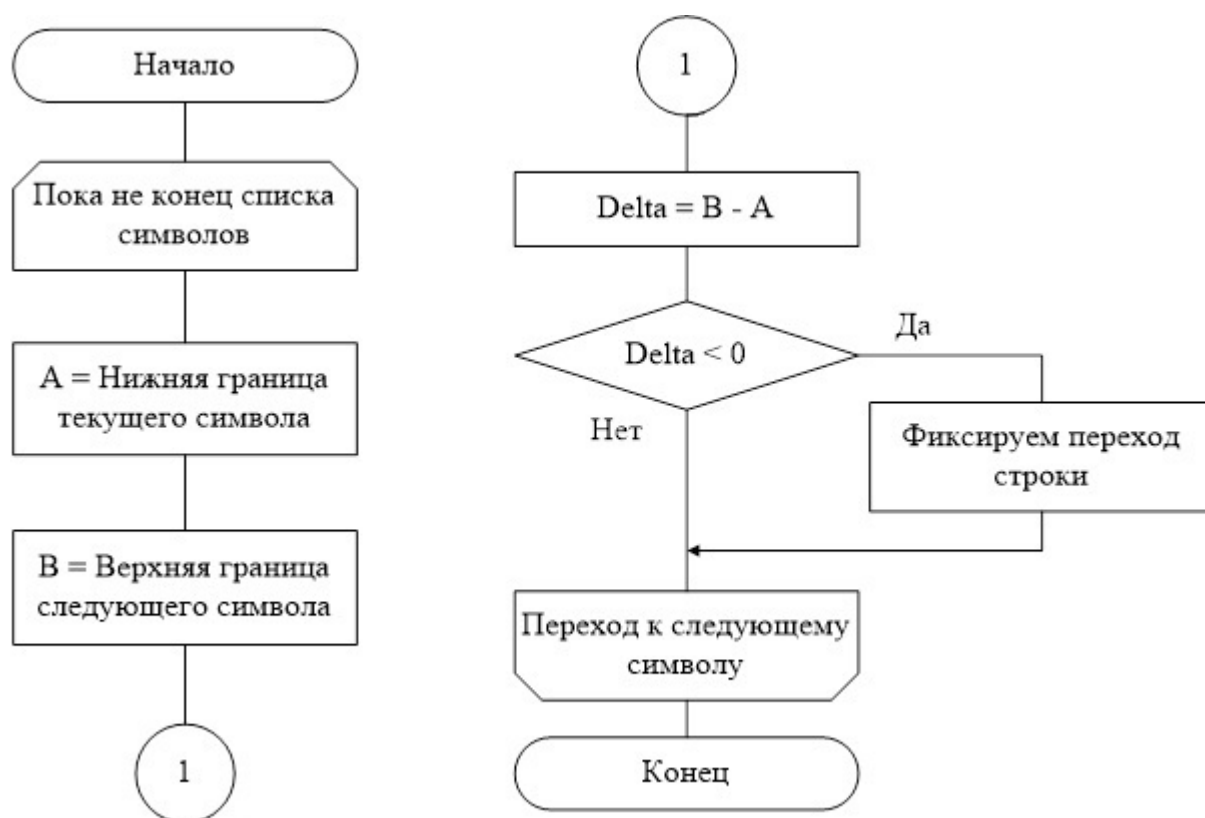 Начало
Пока не конец списка
символов
A = Нижняя граница
текущего символа
B = Верхняя граница
следующего символа
1
1
Delta = B - A
Delta < 0
Да
Нет
Фиксируем переход
строки
Переход к следующему
символу
Конец